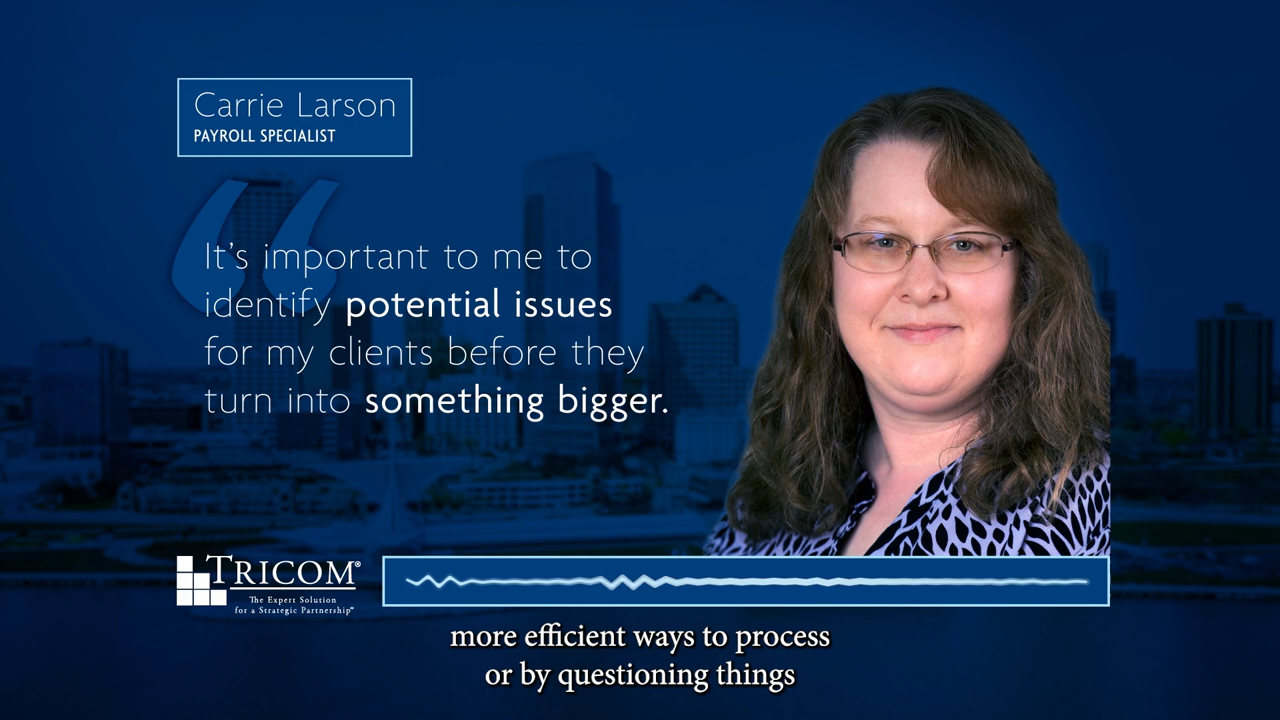 Carrie Larson
PAYROLL SPECIALIST
“
It’s important to me to
identify potential issues
for my clients before they
turn into something bigger.
TRICOM®
The Expert Solution
for a Strategic Partnership℠
more efficient ways to process
or by questioning things